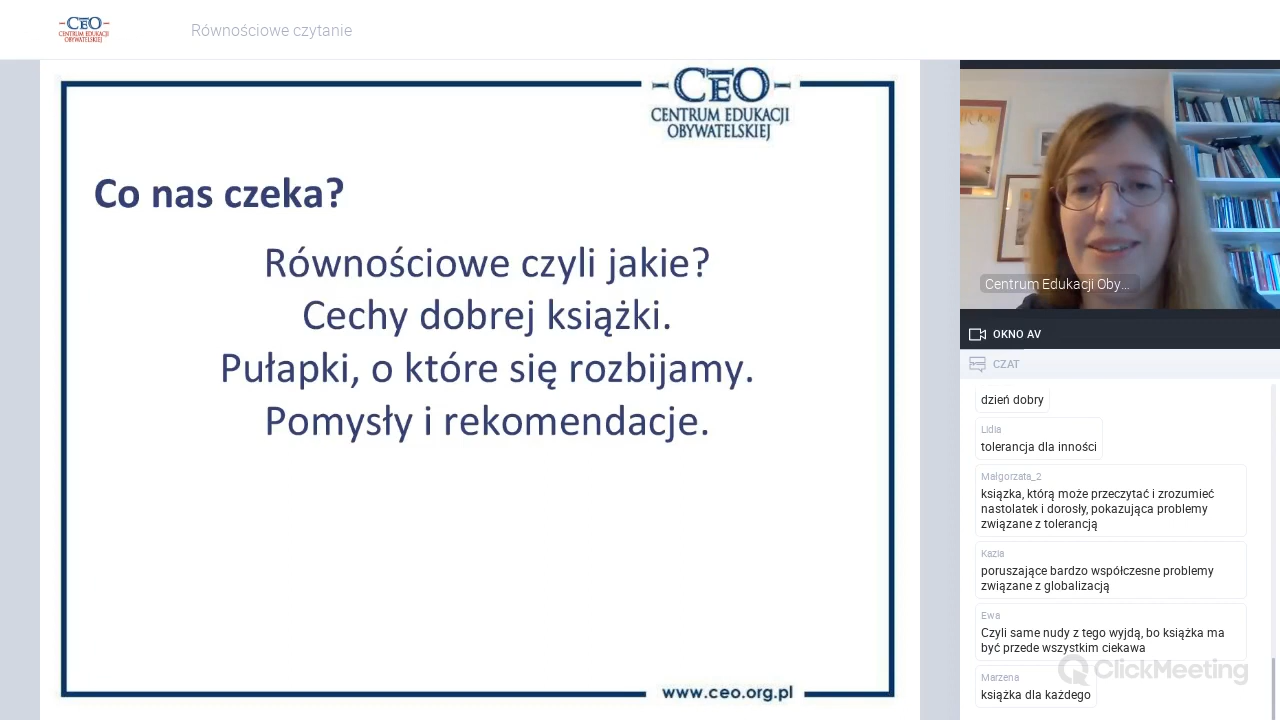 CEO
CENTRUM EDUKACJI
OBYWATELSKIEJ
Równościowe czytanie
CEO
CENTRUM EDUKACJI
OBYWATELSKIEJ
Co nas czeka?
Równościowe czyli jakie?
Cechy dobrej książki.
Pułapki, o które się rozbijamy.
Pomysły i rekomendacje.
www.ceo.org.pl
Centrum Edukacji Oby...
OKNO AV
CZAT
dzień dobry
Lidia
tolerancja dla inności
Małgorzata_2
ksiązka, którą może przeczytać i zrozumieć
nastolatek i dorosły, pokazująca problemy
związane z tolerancją
Kazia
poruszające bardzo współczesne problemy
związane z globalizacją
Ewa
Czyli same nudy z tego wyjdą, bo książka ma
być przede wszystkim ciekawa
Marzena
książka dla każdego
ClickMeeting